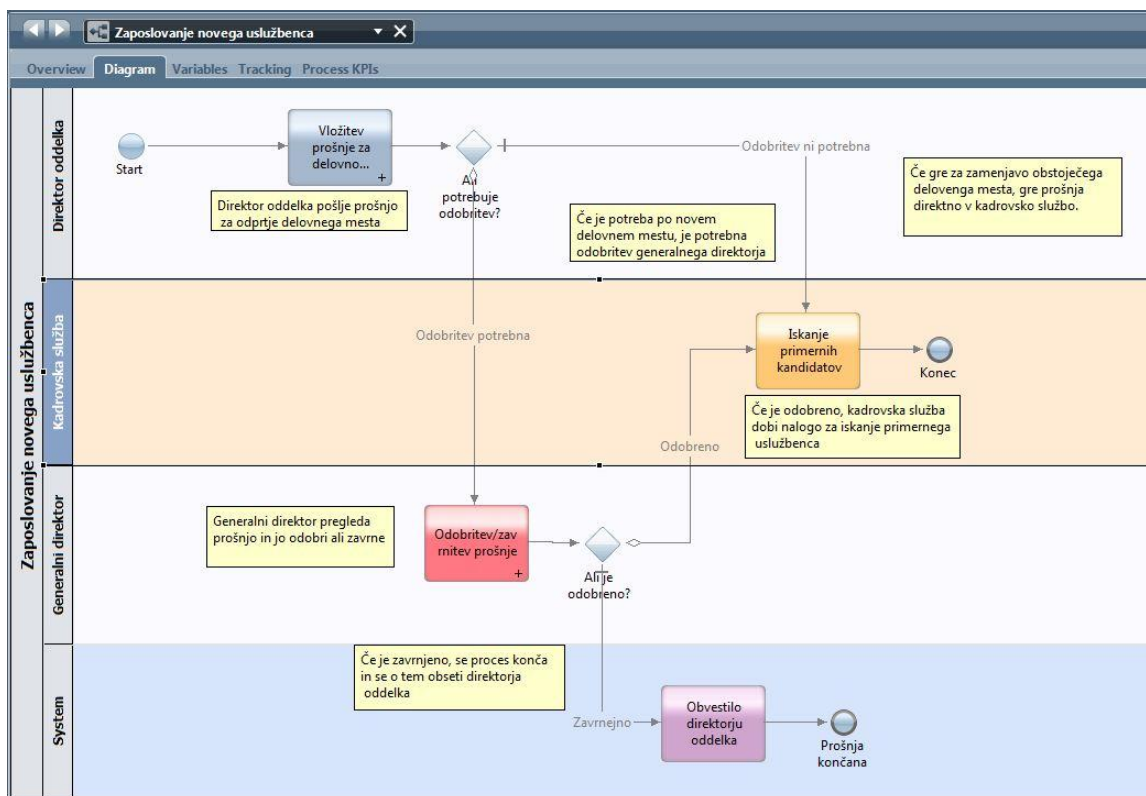 Zaposlovanje novega uslužbenca
Overview
Diagram
Variables
Tracking
Process KPIs
Zaposlovanje novega uslužbenca
Direktor oddelka
Start
Vložitev
prošnje za
delovno...
Ali
potrebuje
odobritev?
Odobritev ni potrebna
Direktor oddelka pošlje prošnjo
za odprtje delovnega mesta
Če je potreba po novem
delovnem mestu, je potrebna
odobritev generalnega direktorja
Če gre za zamenjavo obstoječega
delovenga mesta, gre prošnja
direktno v kadrovsko službo.
Kadrovska služba
Odobritev potrebna
Iskanje
primernih
kandidatov
Konec
Odobreno
Če je odobreno, kadrovska služba
dobi nalogo za iskanje primernega
uslužbenca
Generalni direktor
Generalni direktor pregleda
prošnjo in jo odobri ali zavrne
Odobritev/zav
rnitev prošnje
Ali je
odobreno?
System
Če je zavrnjeno, se proces konča
in se o tem obseti direktorja
oddelka
Zavrnejno
Obvestilo
direktorju
oddelka
Prošnja
končana